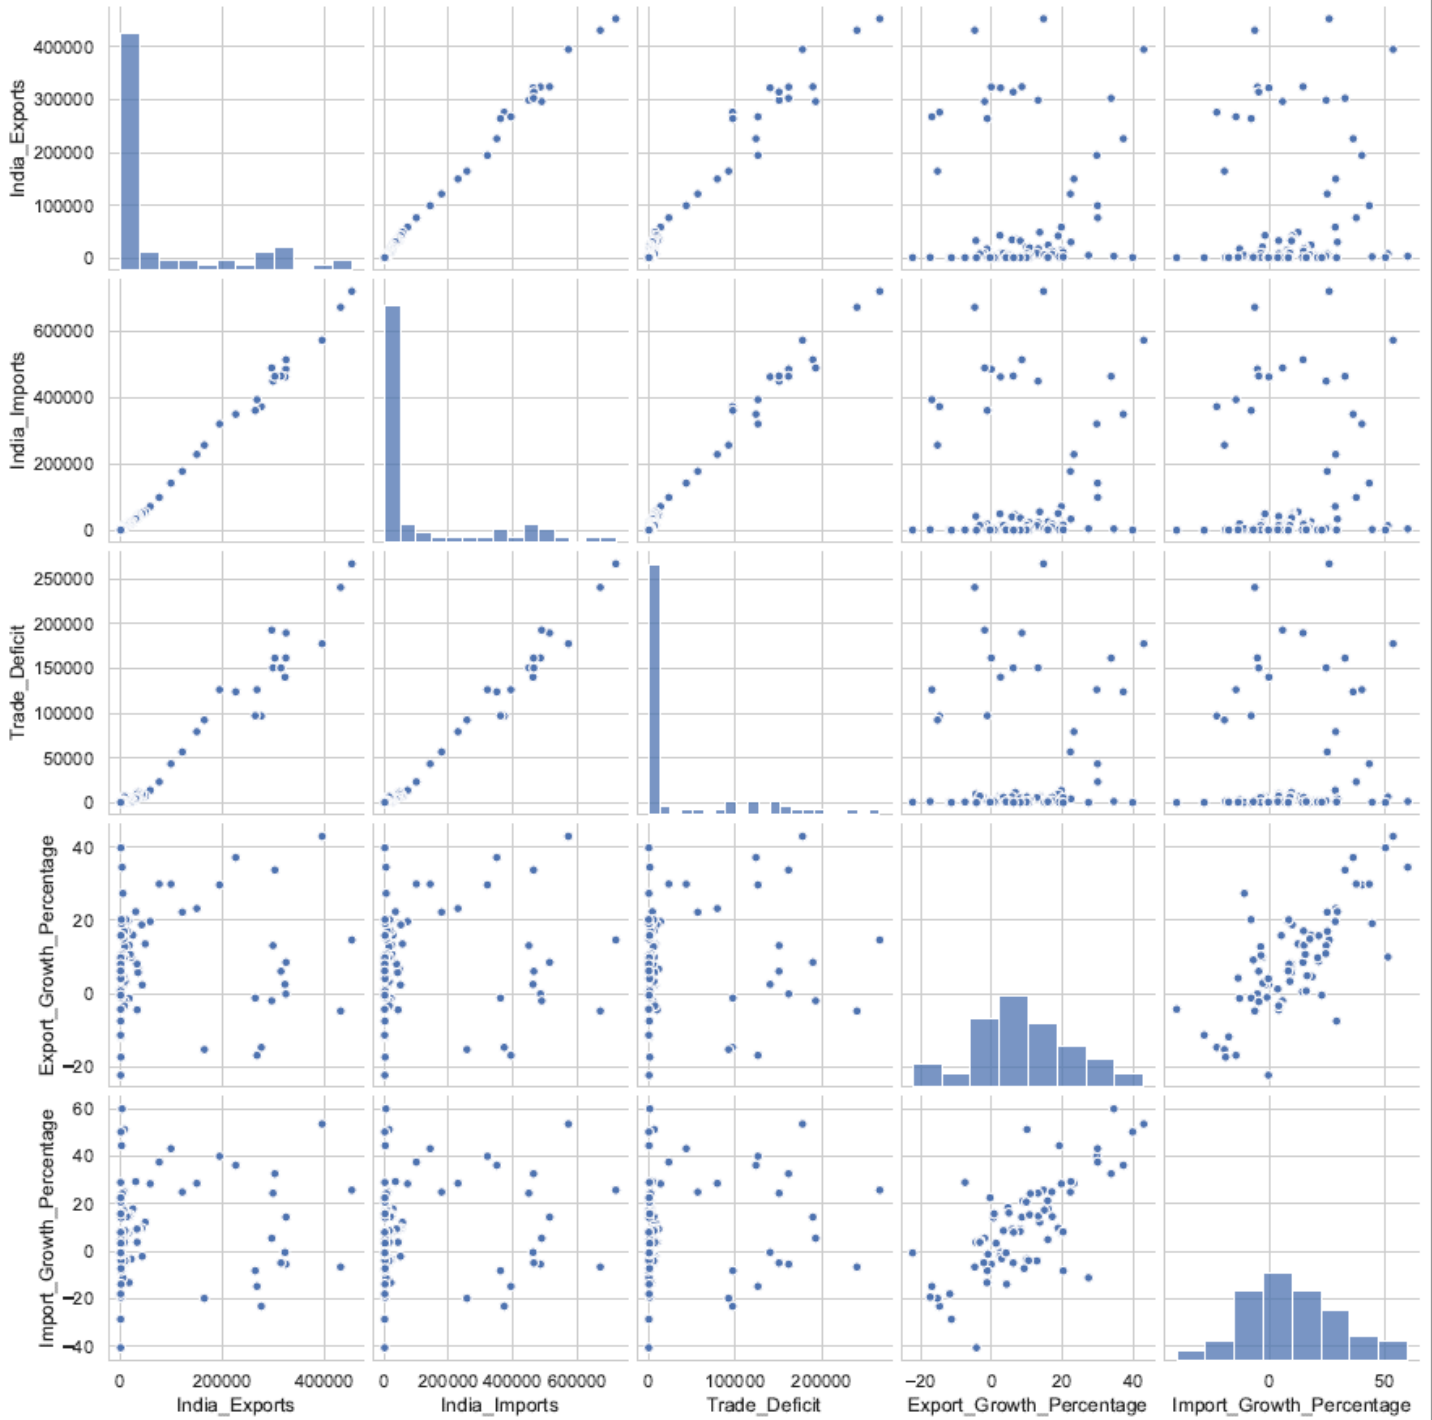 India_Exports
400000
300000
200000
100000
0
India_Imports
600000
400000
200000
0
Trade_Deficit
250000
200000
150000
100000
50000
0
Export_Growth_Percentage
40
20
0
−20
Import_Growth_Percentage
60
40
20
0
−20
−40
0 200000 400000
0 200000 400000 600000
0 100000 200000
−20 0 20 40
0 50
India_Exports India_Imports Trade_Deficit Export_Growth_Percentage Import_Growth_Percentage